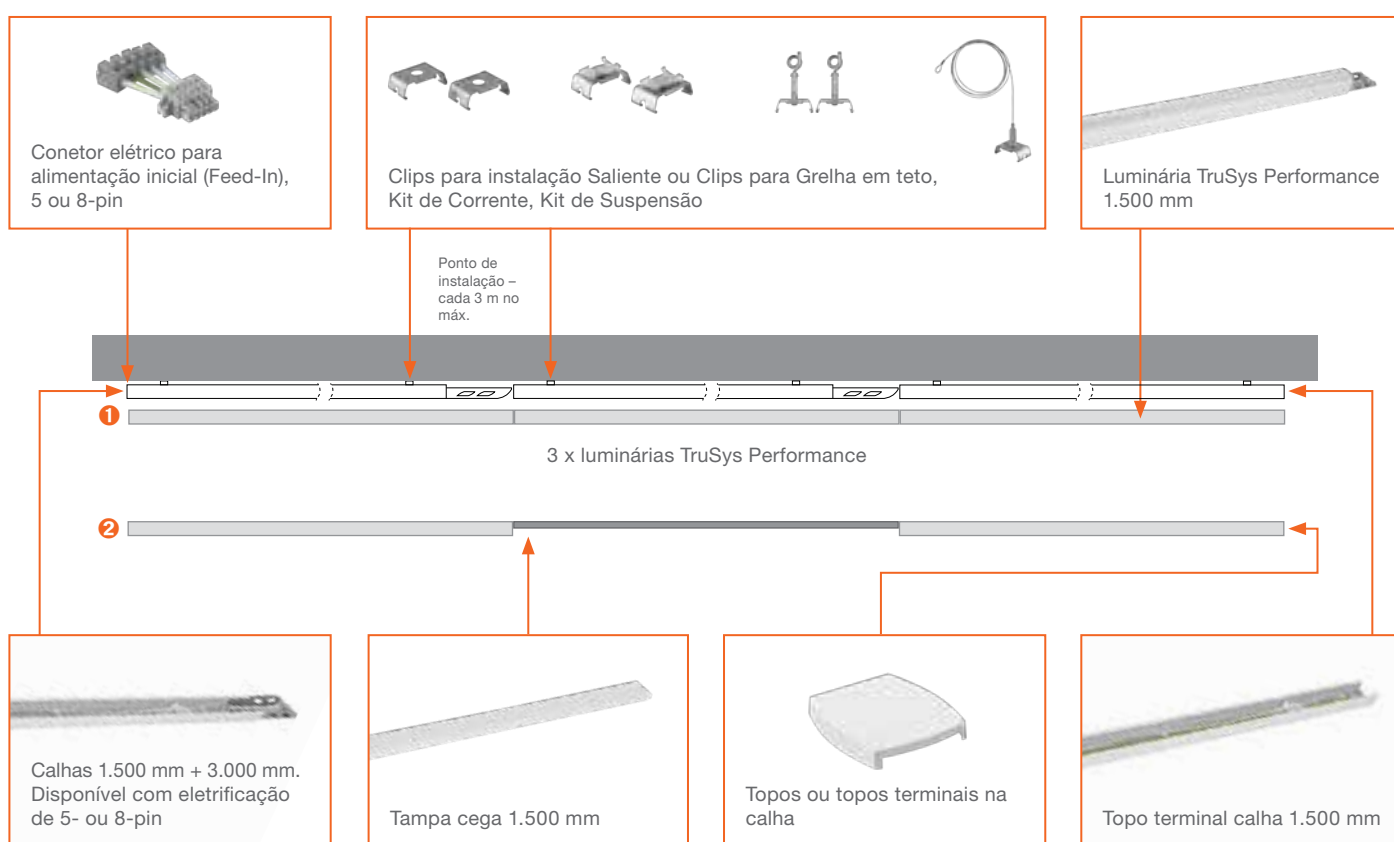 Conetor elétrico para
alimentação inicial (Feed-In),
5 ou 8-pin
Clips para instalação Saliente ou Clips para Grelha em teto,
Kit de Corrente, Kit de Suspensão
Luminária TruSys Performance
1.500 mm
Ponto de
instalação –
cada 3 m no
máx.
1
3 x luminárias TruSys Performance
2
Calhas 1.500 mm + 3.000 mm.
Disponível com eletrificação
de 5- ou 8-pin
Tampa cega 1.500 mm
Topos ou topos terminais na
calha
Topo terminal calha 1.500 mm